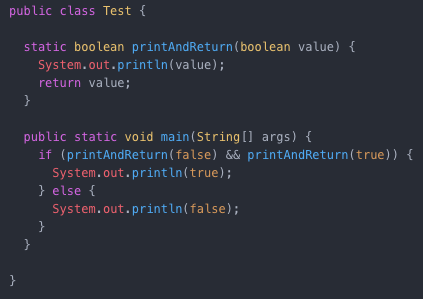 public class Test {
static boolean printAndReturn(boolean value) {
System.out.println(value);
return value;
}
public static void main(String[] args) {
if (printAndReturn(false) && printAndReturn(true)) {
System.out.println(true);
} else {
System.out.println(false);
}
}
}